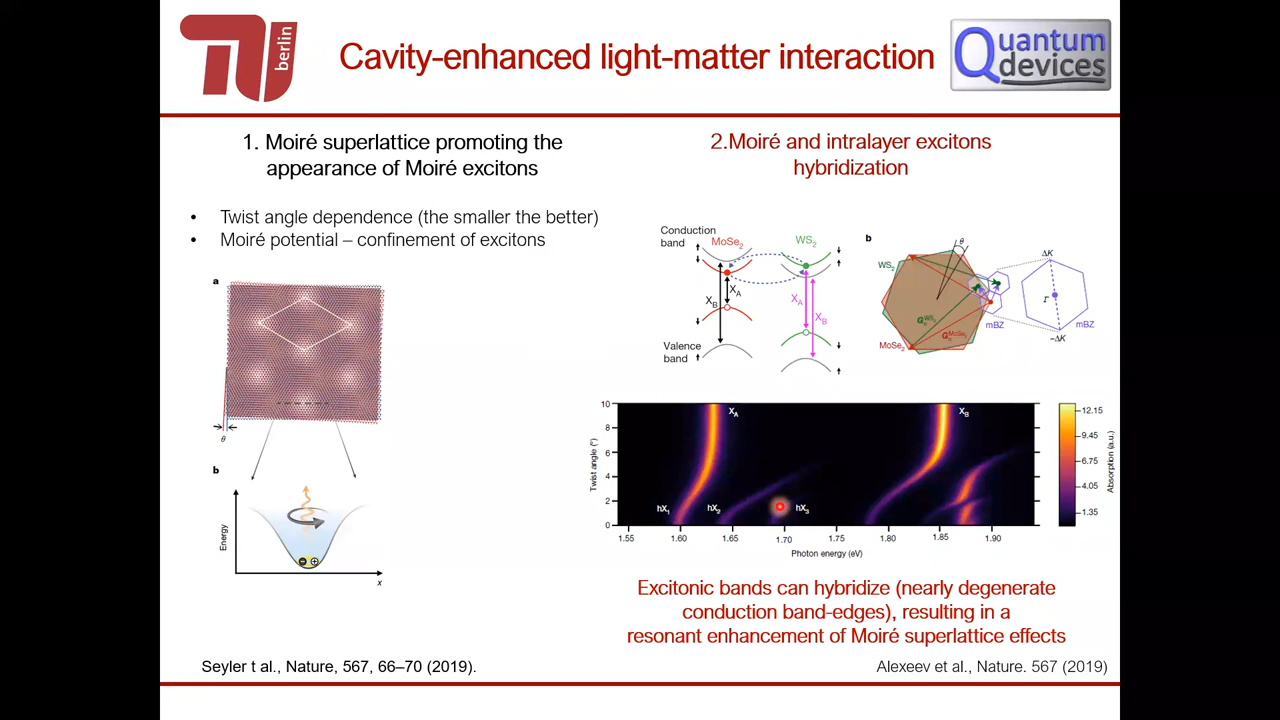 berlin
Cavity-enhanced light-matter interaction
Quantum
devices
1. Moiré superlattice promoting the
appearance of Moiré excitons
• Twist angle dependence (the smaller the better)
• Moiré potential – confinement of excitons
a
θ
b
Energy
x
Seyler t al., Nature, 567, 66–70 (2019).
2.Moiré and intralayer excitons
hybridization
Conduction
band
MoSe2
WS2
XA
XB
XA
XB
Valence
band
b
θ
WS2
MoSe2
mBZ
ΔK
Γ
−ΔK
mBZ
10
8
6
4
2
0
Twist angle (°)
XA
XB
hX1
hX2
hX3
1.55
1.60
1.65
1.70
1.75
1.80
1.85
1.90
Photon energy (eV)
12.15
9.45
6.75
4.05
1.35
Absorption (a.u.)
Excitonic bands can hybridize (nearly degenerate
conduction band-edges), resulting in a
resonant enhancement of Moiré superlattice effects
Alexeev et al., Nature. 567 (2019)